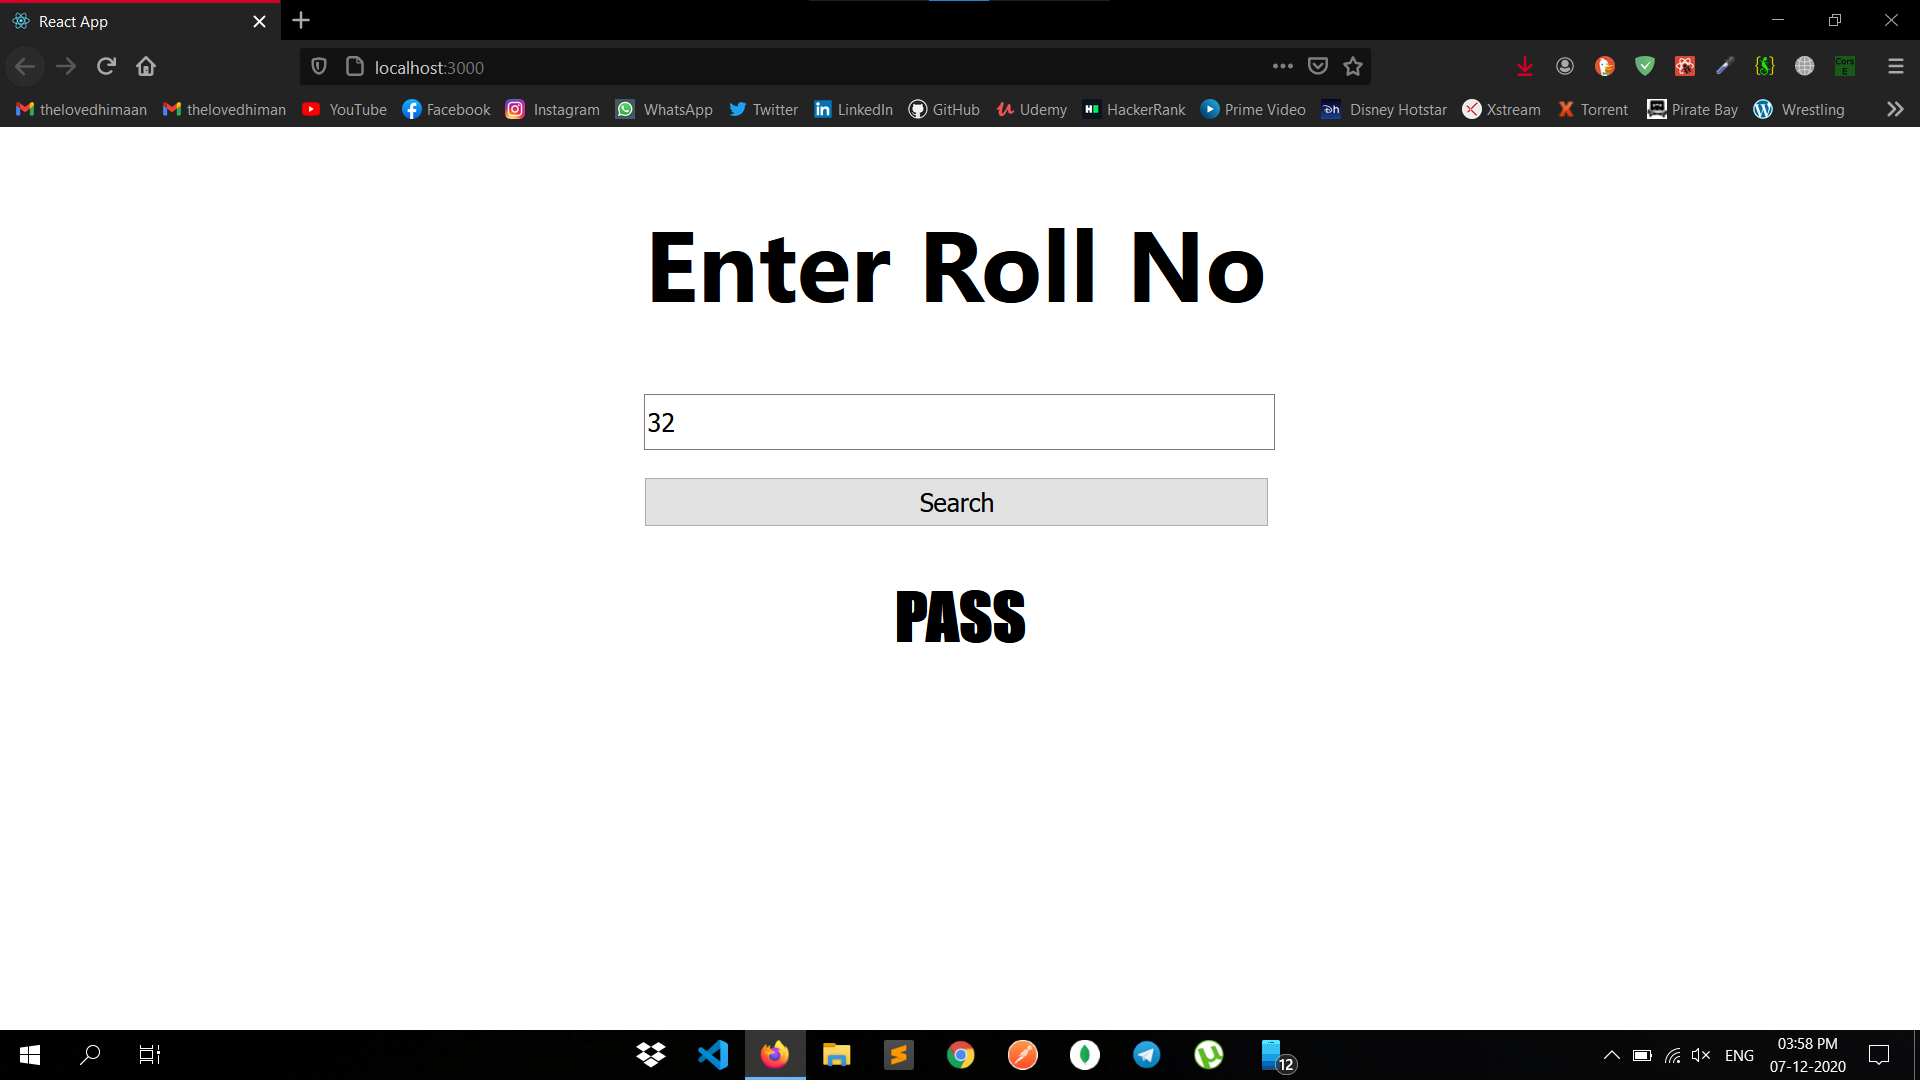 React App
localhost:3000
Cors
E
thelovedhimaan thelovedhiman YouTube Facebook Instagram WhatsApp Twitter LinkedIn GitHub Udemy HackerRank Prime Video Disney Hotstar Xstream Torrent Pirate Bay Wrestling
Enter Roll No
32
Search
PASS
12
ENG
03:58 PM
07-12-2020